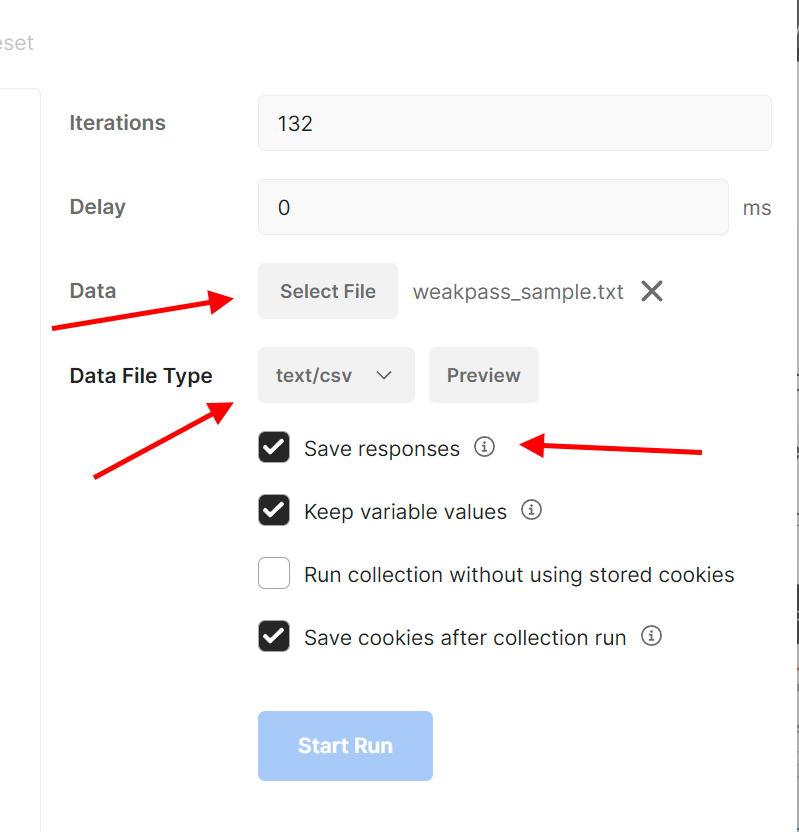 eset
Iterations 132
Delay 0 ms
Data Select File weakpass_sample.txt
Data File Type text/csv Preview
Save responses
Keep variable values
Run collection without using stored cookies
Save cookies after collection run
Start Run